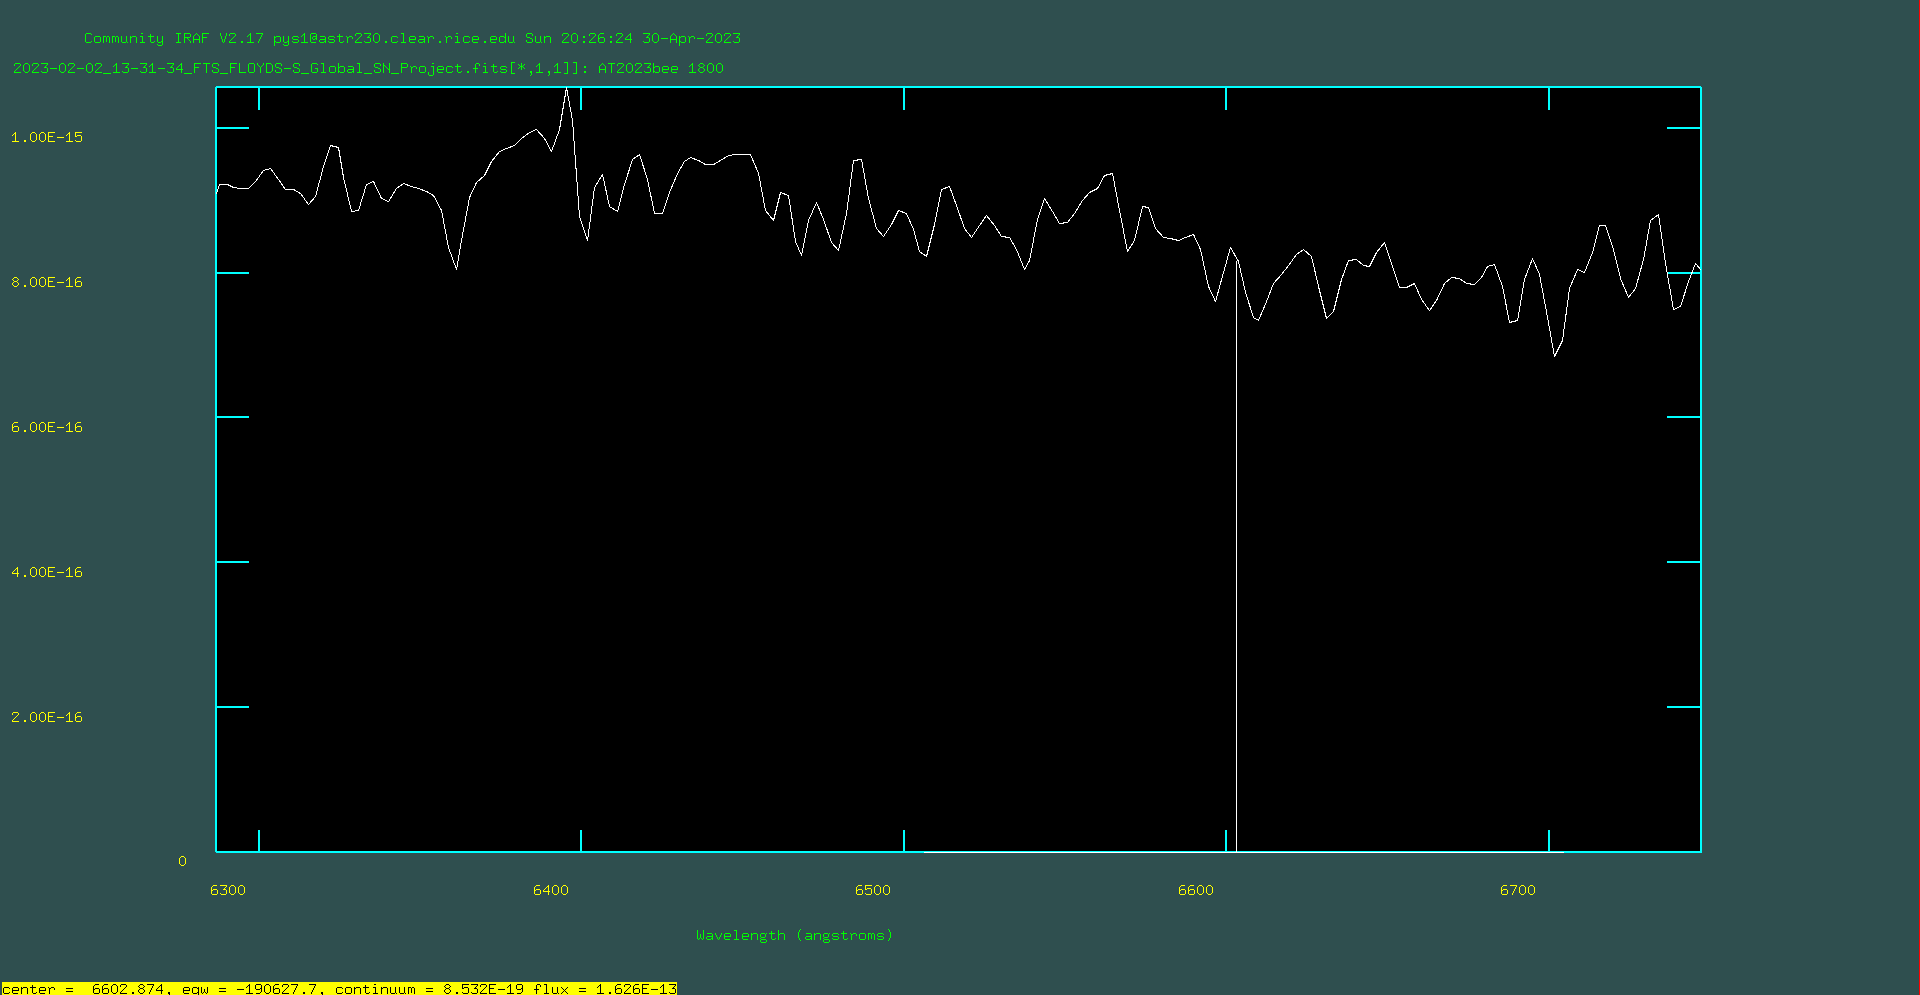 Community IRAF V2.17 pys1@astr230.clear.rice.edu Sun 20:26:24 30-Apr-2023
2023-02-02_13-31-34_FTS_FLOYDS-S_Global_SN_Project.fits[*,1,1]]: AT2023bee 1800
1.00E-15
8.00E-16
6.00E-16
4.00E-16
2.00E-16
0
6300 6400 6500 6600 6700
Wavelength (angstroms)
center = 6602.874, eqw = -190627.7, continuum = 8.532E-19 flux = 1.626E-13